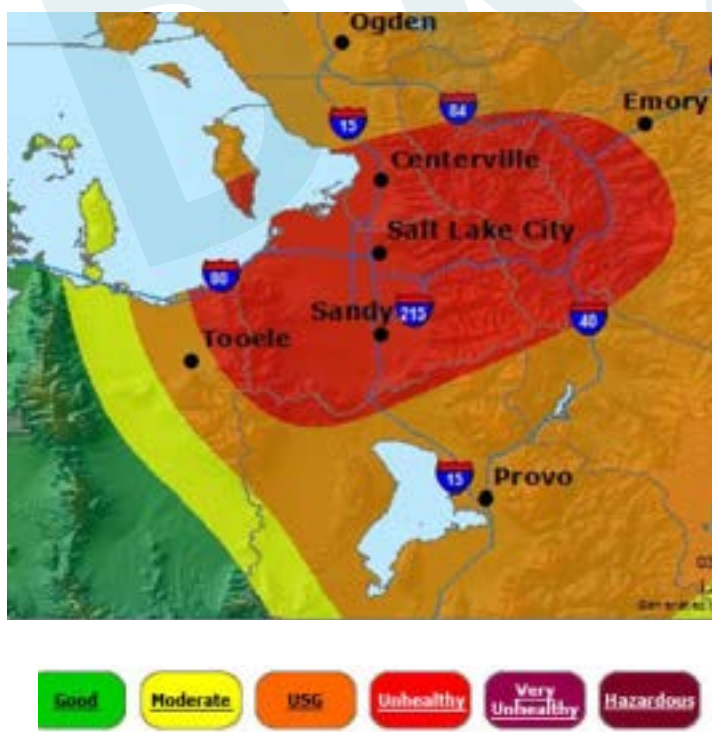 Ogden
84
Emory
15
Centerville
Salt Lake City
80
Sandy
215
40
Tooele
15
Provo
Good
Moderate
USG
Unhealthy
Very
Unhealthy
Hazardous